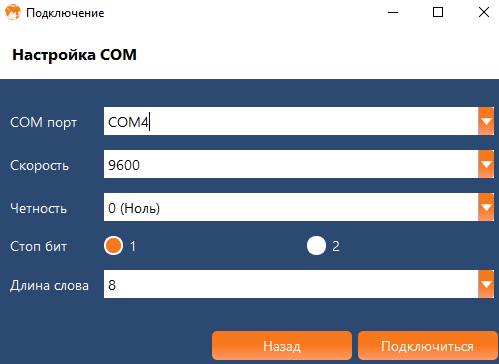 Подключение
Настройка COM
COM порт COM4
Скорость 9600
Четность 0 (Ноль)
Стоп бит 1 2
Длина слова 8
Назад Подключиться